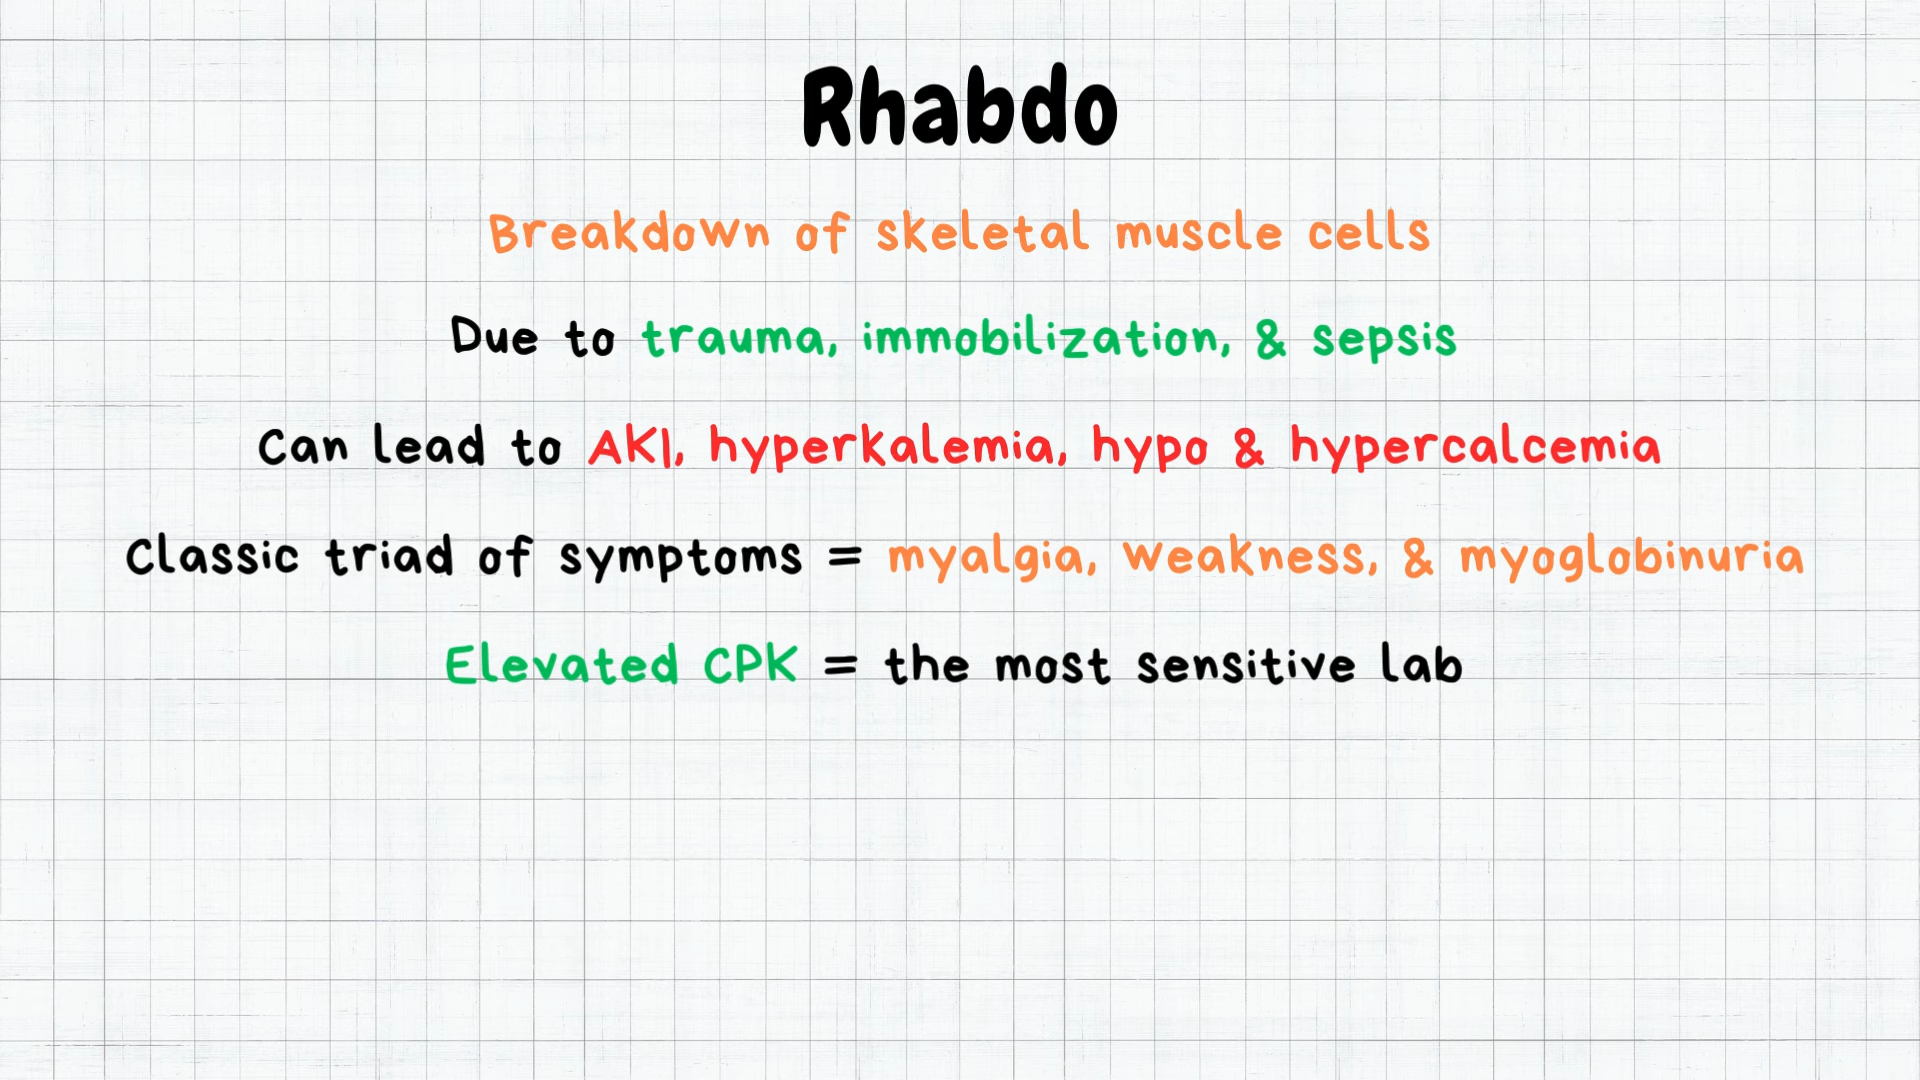 Rhabdo
Breakdown of skeletal muscle cells
Due to trauma, immobilization, & sepsis
Can lead to AKI, hyperkalemia, hypo & hypercalcemia
Classic triad of symptoms = myalgia, weakness, & myoglobinuria
Elevated CPK = the most sensitive lab